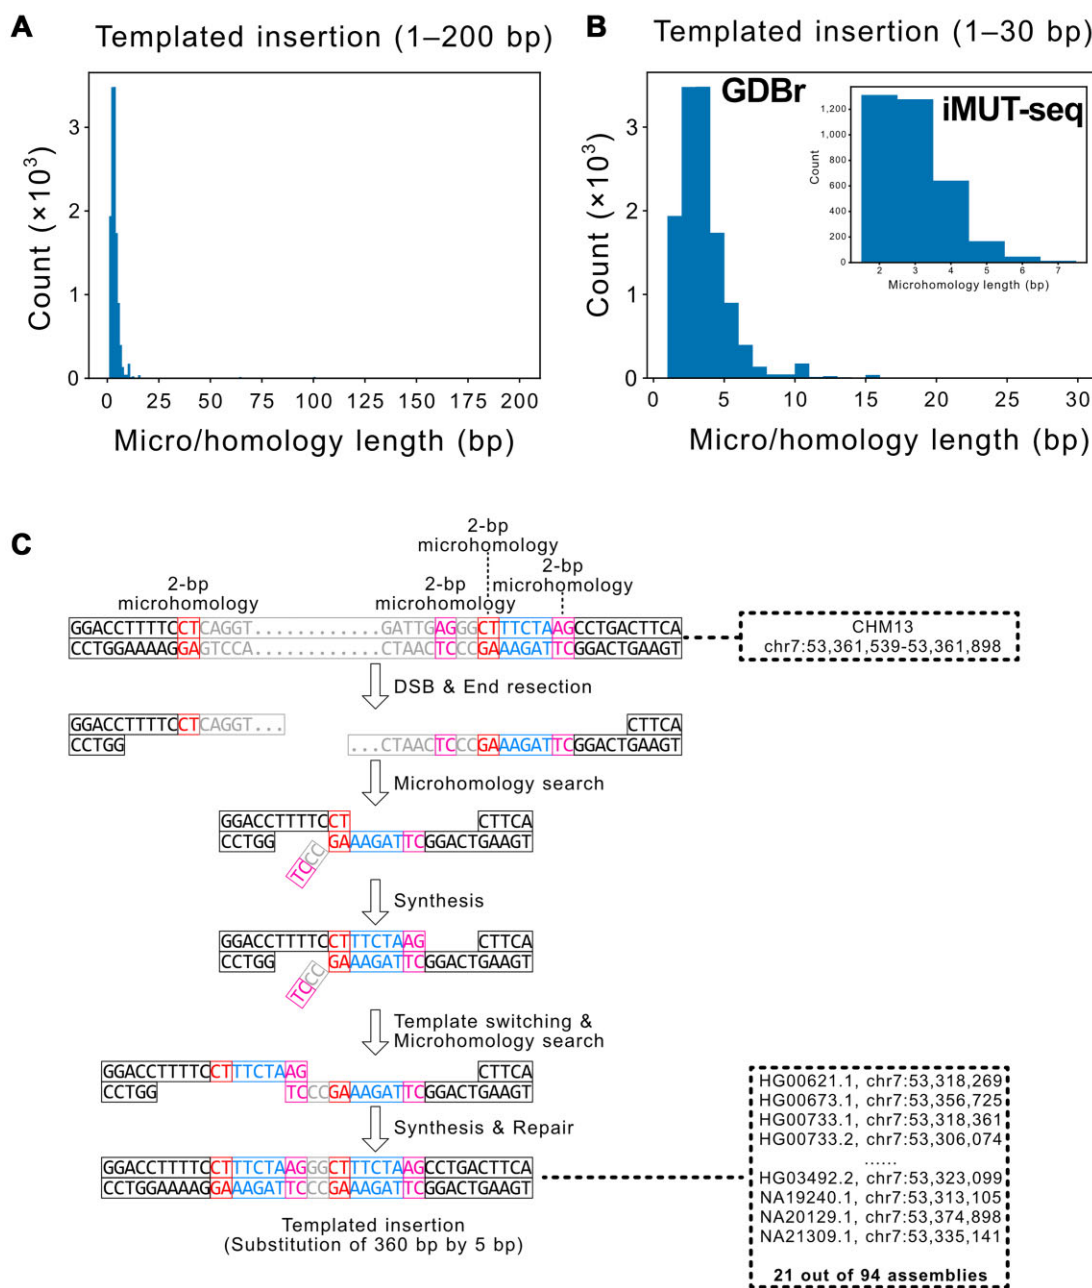 A
Templated insertion (1–200 bp)
Count (×10³)
3
2
1
0
0 25 50 75 100 125 150 175 200
Micro/homology length (bp)
B
Templated insertion (1–30 bp)
GDBr
iMUT-seq
Count (×10³)
3
2
1
0
0 5 10 15 20 25 30
Micro/homology length (bp)
Count
1,200
1,000
800
600
400
200
0
2 3 4 5 6 7
Microhomology length (bp)
C
2-bp
microhomology
2-bp
microhomology
2-bp
microhomology
2-bp
microhomology
GGACCTTTTCCTCAGGT............GATTGAGGGCTTTCTAAGCCTGACTTCA
CCTGGAAAAGGAGTCCA............CTAACTCCCGAAAGATTCGGACTGAAGT
CHM13
chr7:53,361,539-53,361,898
DSB & End resection
GGACCTTTTCCTCAGGT...
CTTCA
CCTGG
...CTAACTCCCGAAAGATTCGGACTGAAGT
Microhomology search
GGACCTTTTCCT
CTTCA
CCTGG
GAAAGATTCGGACTGAAGT
TCCC
Synthesis
GGACCTTTTCCTTTCTAAG
CTTCA
CCTGG
GAAAGATTCGGACTGAAGT
TCCC
Template switching &
Microhomology search
GGACCTTTTCCTTTCTAAG
CTTCA
CCTGG
TCCCGAAAGATTCGGACTGAAGT
Synthesis & Repair
GGACCTTTTCCTTTCTAAGGGCTTTCTAAGCCTGACTTCA
CCTGGAAAAGGAAAGATTCCCGAAAGATTCGGACTGAAGT
Templated insertion
(Substitution of 360 bp by 5 bp)
HG00621.1, chr7:53,318,269
HG00673.1, chr7:53,356,725
HG00733.1, chr7:53,318,361
HG00733.2, chr7:53,306,074
......
HG03492.2, chr7:53,323,099
NA19240.1, chr7:53,313,105
NA20129.1, chr7:53,374,898
NA21309.1, chr7:53,335,141
21 out of 94 assemblies